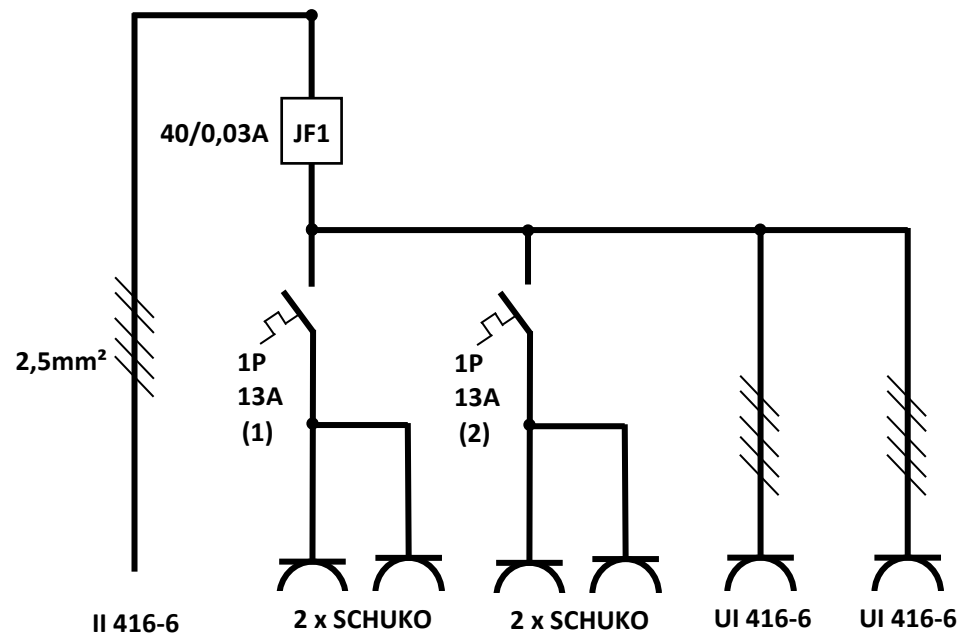 40/0,03A
JF1
2,5mm²
1P
13A
(1)
1P
13A
(2)
II 416-6
2 x SCHUKO
2 x SCHUKO
UI 416-6
UI 416-6